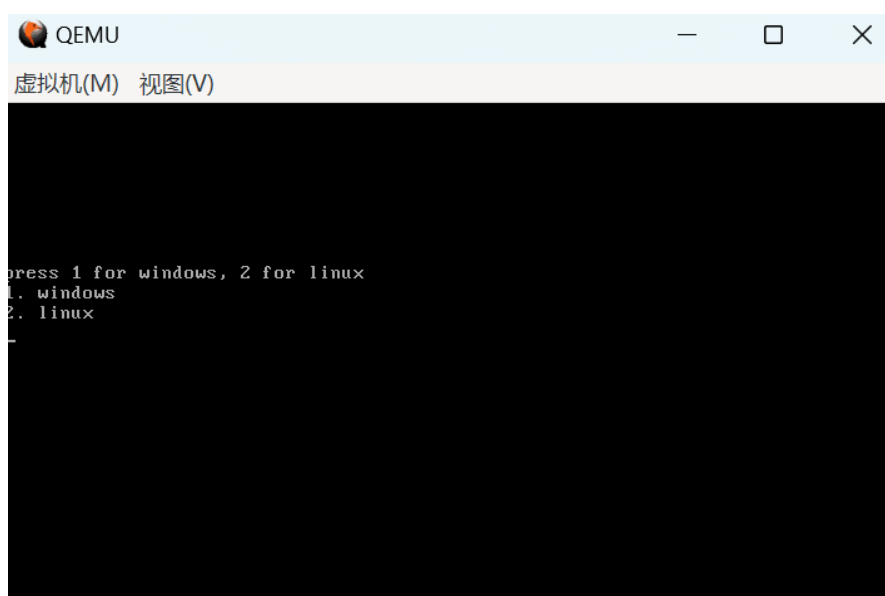 QEMU
虚拟机(M) 视图(V)
press 1 for windows, 2 for linux
1. windows
2. linux